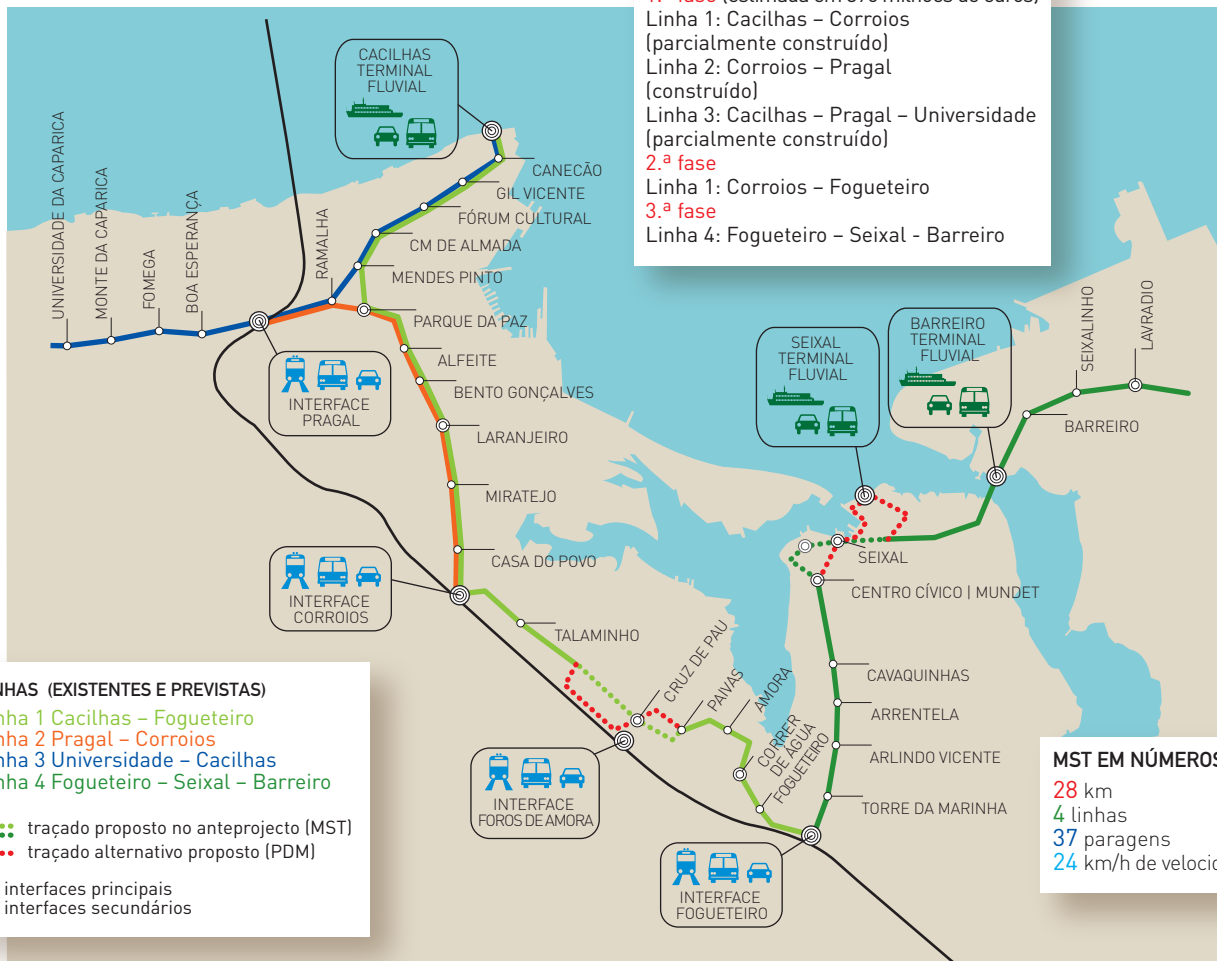 Linha 1: Cacilhas – Corroios
(parcialmente construído)
Linha 2: Corroios – Pragal
(construído)
Linha 3: Cacilhas – Pragal – Universidade
(parcialmente construído)
2.ª fase
Linha 1: Corroios – Fogueteiro
3.ª fase
Linha 4: Fogueteiro – Seixal - Barreiro
CACILHAS
TERMINAL
FLUVIAL
UNIVERSIDADE DA CAPARICA
MONTE DA CAPARICA
FOMEGA
BOA ESPERANÇA
RAMALHA
CANECÃO
GIL VICENTE
FÓRUM CULTURAL
CM DE ALMADA
MENDES PINTO
PARQUE DA PAZ
ALFEITE
BENTO GONÇALVES
LARANJEIRO
MIRATEJO
CASA DO POVO
INTERFACE
PRAGAL
INTERFACE
CORROIOS
TALAMINHO
CRUZ DE PAU
PAIVAS
AMORA
CORRER
DE ÁGUA
FOGUETEIRO
INTERFACE
FOROS DE AMORA
INTERFACE
FOGUETEIRO
SEIXAL
TERMINAL
FLUVIAL
BARREIRO
TERMINAL
FLUVIAL
SEIXALINHO
LAVRADIO
BARREIRO
SEIXAL
CENTRO CÍVICO | MUNDET
CAVAQUINHAS
ARRENTELA
ARLINDO VICENTE
TORRE DA MARINHA
NHAS (EXISTENTES E PREVISTAS)
nha 1 Cacilhas – Fogueteiro
nha 2 Pragal – Corroios
nha 3 Universidade – Cacilhas
nha 4 Fogueteiro – Seixal – Barreiro
traçado proposto no anteprojecto (MST)
traçado alternativo proposto (PDM)
interfaces principais
interfaces secundários
MST EM NÚMEROS
28 km
4 linhas
37 paragens
24 km/h de veloci